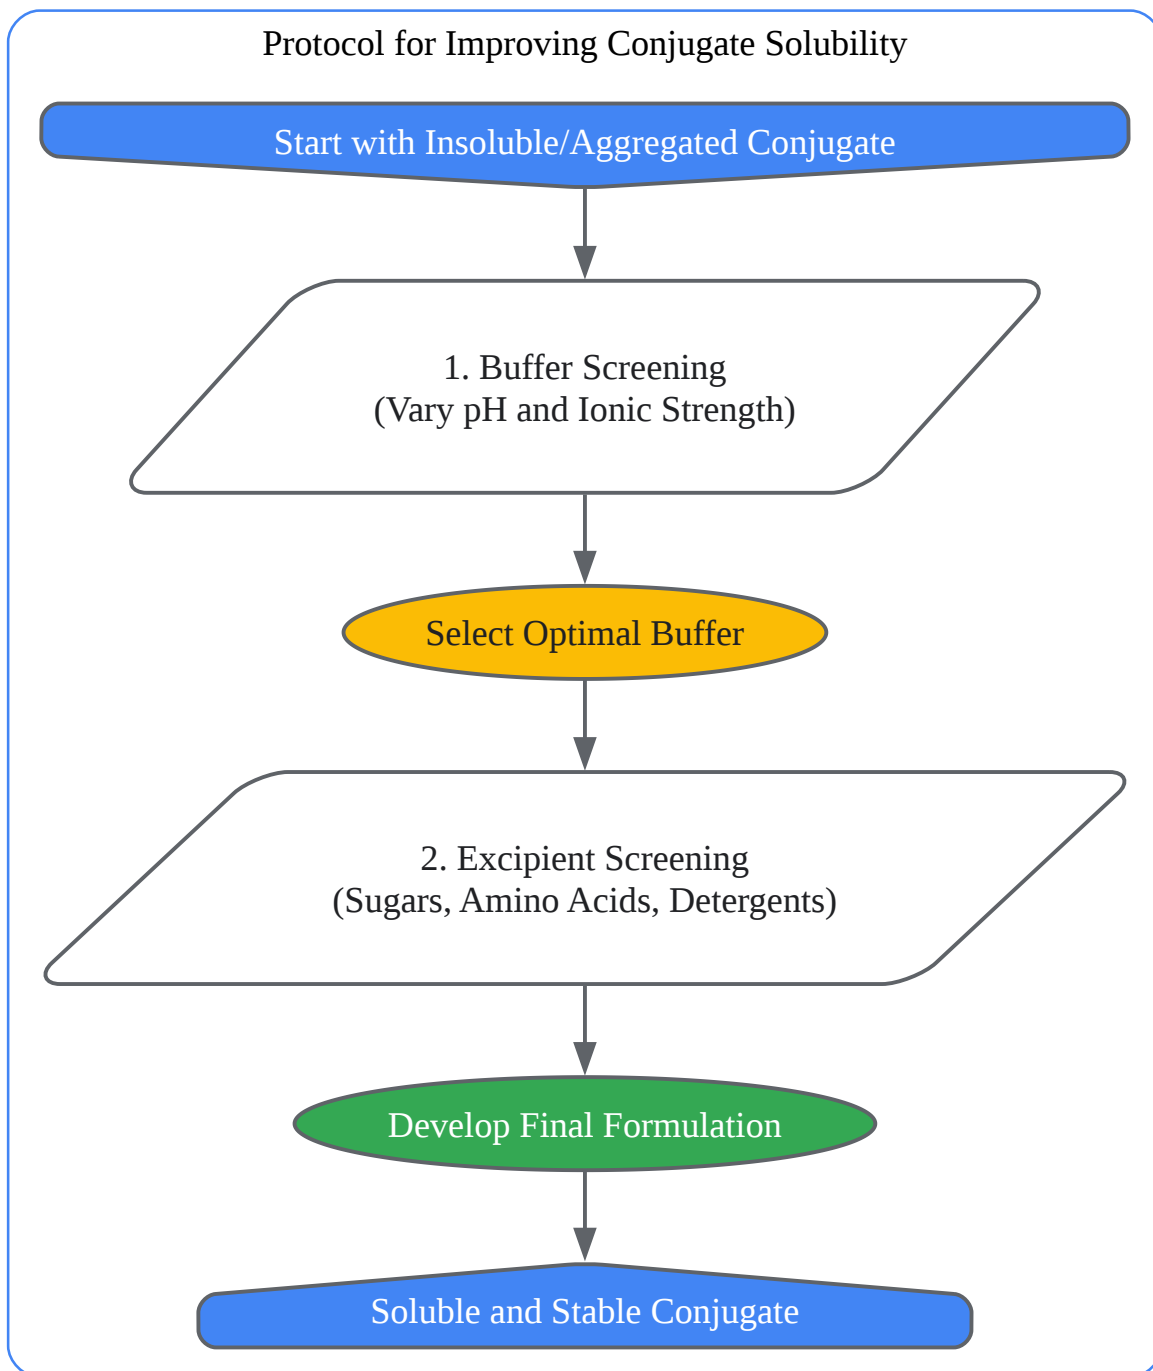 Protocol for Improving Conjugate Solubility
Start with Insoluble/Aggregated Conjugate
1. Buffer Screening
(Vary pH and Ionic Strength)
Select Optimal Buffer
2. Excipient Screening
(Sugars, Amino Acids, Detergents)
Develop Final Formulation
Soluble and Stable Conjugate